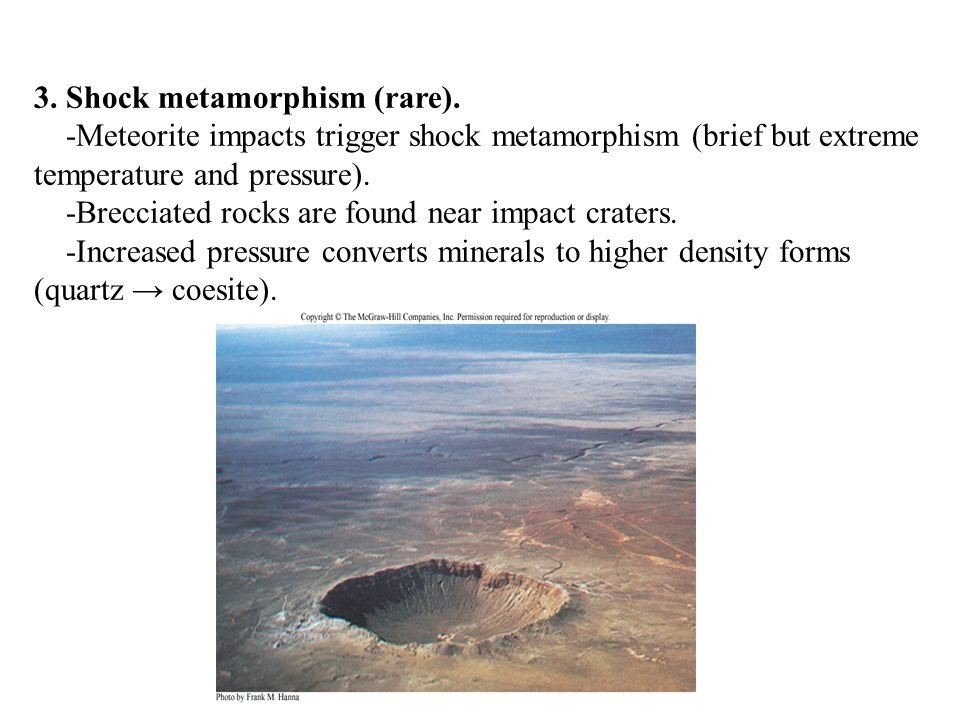 3. Shock metamorphism (rare).
-Meteorite impacts trigger shock metamorphism (brief but extreme
temperature and pressure).
-Brecciated rocks are found near impact craters.
-Increased pressure converts minerals to higher density forms
(quartz → coesite).
Copyright © The McGraw-Hill Companies, Inc. Permission required for reproduction or display.
Photo by Frank M. Hanna